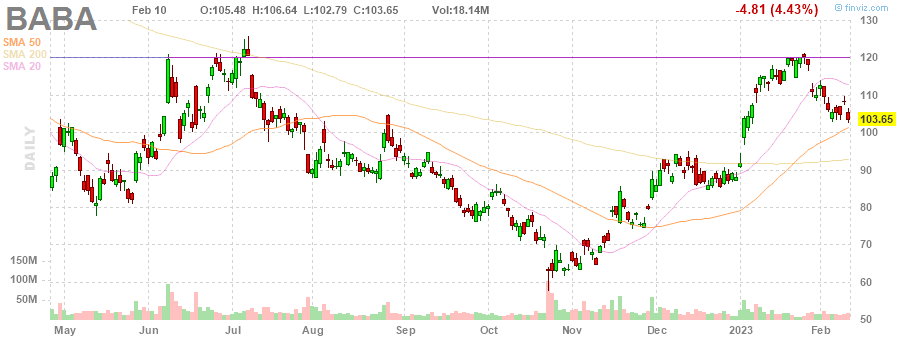 BABA Feb 10 O:105.48 H:106.64 L:102.79 C:103.65 Vol:18.14M -4.81 (4.43%) © finviz.com
SMA 50
SMA 200
SMA 20
DAILY
130
120
110
103.65
100
90
80
70
60
50
150M
100M
50M
May Jun Jul Aug Sep Oct Nov Dec 2023 Feb